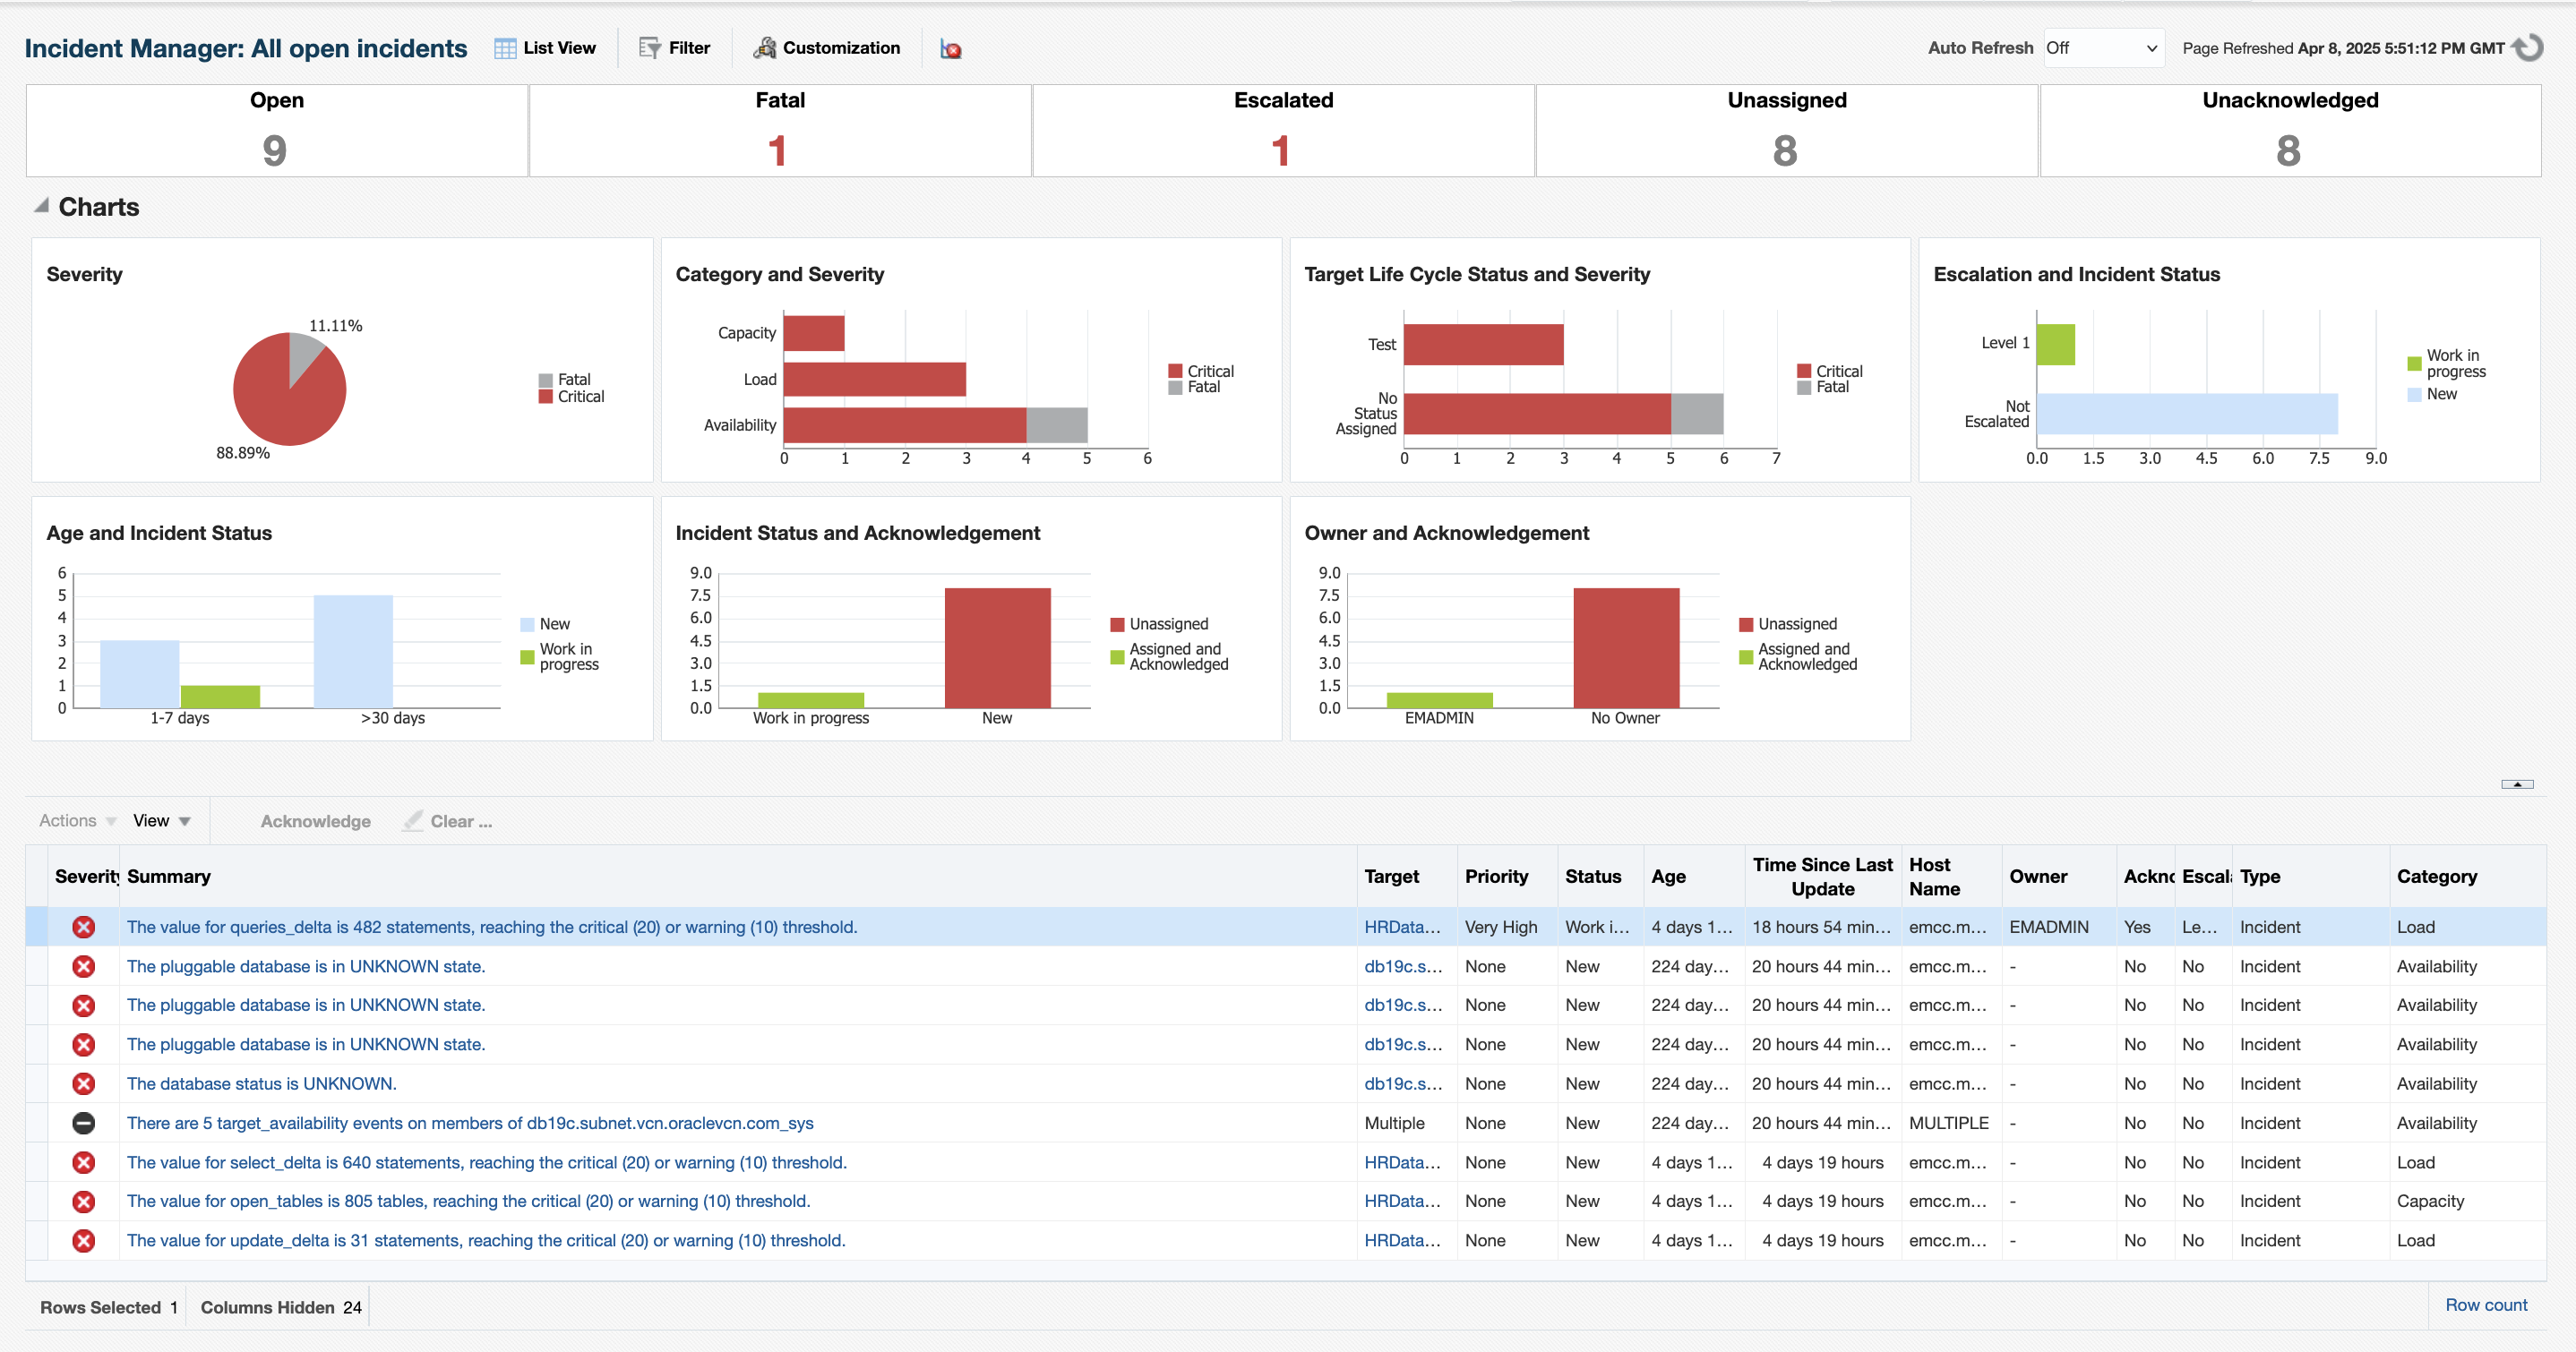 Incident Manager: All open incidents List View Filter Customization Auto Refresh Off Page Refreshed Apr 8, 2025 5:51:12 PM GMT
Open Fatal Escalated Unassigned Unacknowledged
9 1 1 8 8
Charts
Severity
11.11%
88.89%
Fatal
Critical
Category and Severity
Capacity
Load
Availability
0 1 2 3 4 5 6
Critical
Fatal
Target Life Cycle Status and Severity
Test
No
Status
Assigned
0 1 2 3 4 5 6 7
Critical
Fatal
Escalation and Incident Status
Level 1
Not
Escalated
0.0 1.5 3.0 4.5 6.0 7.5 9.0
Work in
progress
New
Age and Incident Status
6
5
4
3
2
1
0
1-7 days >30 days
New
Work in
progress
Incident Status and Acknowledgement
9.0
7.5
6.0
4.5
3.0
1.5
0.0
Work in progress New
Unassigned
Assigned and
Acknowledged
Owner and Acknowledgement
9.0
7.5
6.0
4.5
3.0
1.5
0.0
EMADMIN No Owner
Unassigned
Assigned and
Acknowledged
Actions View Acknowledge Clear ...
Severity Summary Target Priority Status Age Time Since Last Update Host Name Owner Ackno Escal Type Category
The value for queries_delta is 482 statements, reaching the critical (20) or warning (10) threshold. HRData... Very High Work i... 4 days 1... 18 hours 54 min... emcc.m... EMADMIN Yes Le... Incident Load
The pluggable database is in UNKNOWN state. db19c.s... None New 224 day... 20 hours 44 min... emcc.m... - No No Incident Availability
The pluggable database is in UNKNOWN state. db19c.s... None New 224 day... 20 hours 44 min... emcc.m... - No No Incident Availability
The pluggable database is in UNKNOWN state. db19c.s... None New 224 day... 20 hours 44 min... emcc.m... - No No Incident Availability
The database status is UNKNOWN. db19c.s... None New 224 day... 20 hours 44 min... emcc.m... - No No Incident Availability
There are 5 target_availability events on members of db19c.subnet.vcn.oraclevcn.com_sys Multiple None New 224 day... 20 hours 44 min... MULTIPLE - No No Incident Availability
The value for select_delta is 640 statements, reaching the critical (20) or warning (10) threshold. HRData... None New 4 days 1... 4 days 19 hours emcc.m... - No No Incident Load
The value for open_tables is 805 tables, reaching the critical (20) or warning (10) threshold. HRData... None New 4 days 1... 4 days 19 hours emcc.m... - No No Incident Capacity
The value for update_delta is 31 statements, reaching the critical (20) or warning (10) threshold. HRData... None New 4 days 1... 4 days 19 hours emcc.m... - No No Incident Load
Rows Selected 1 Columns Hidden 24 Row count